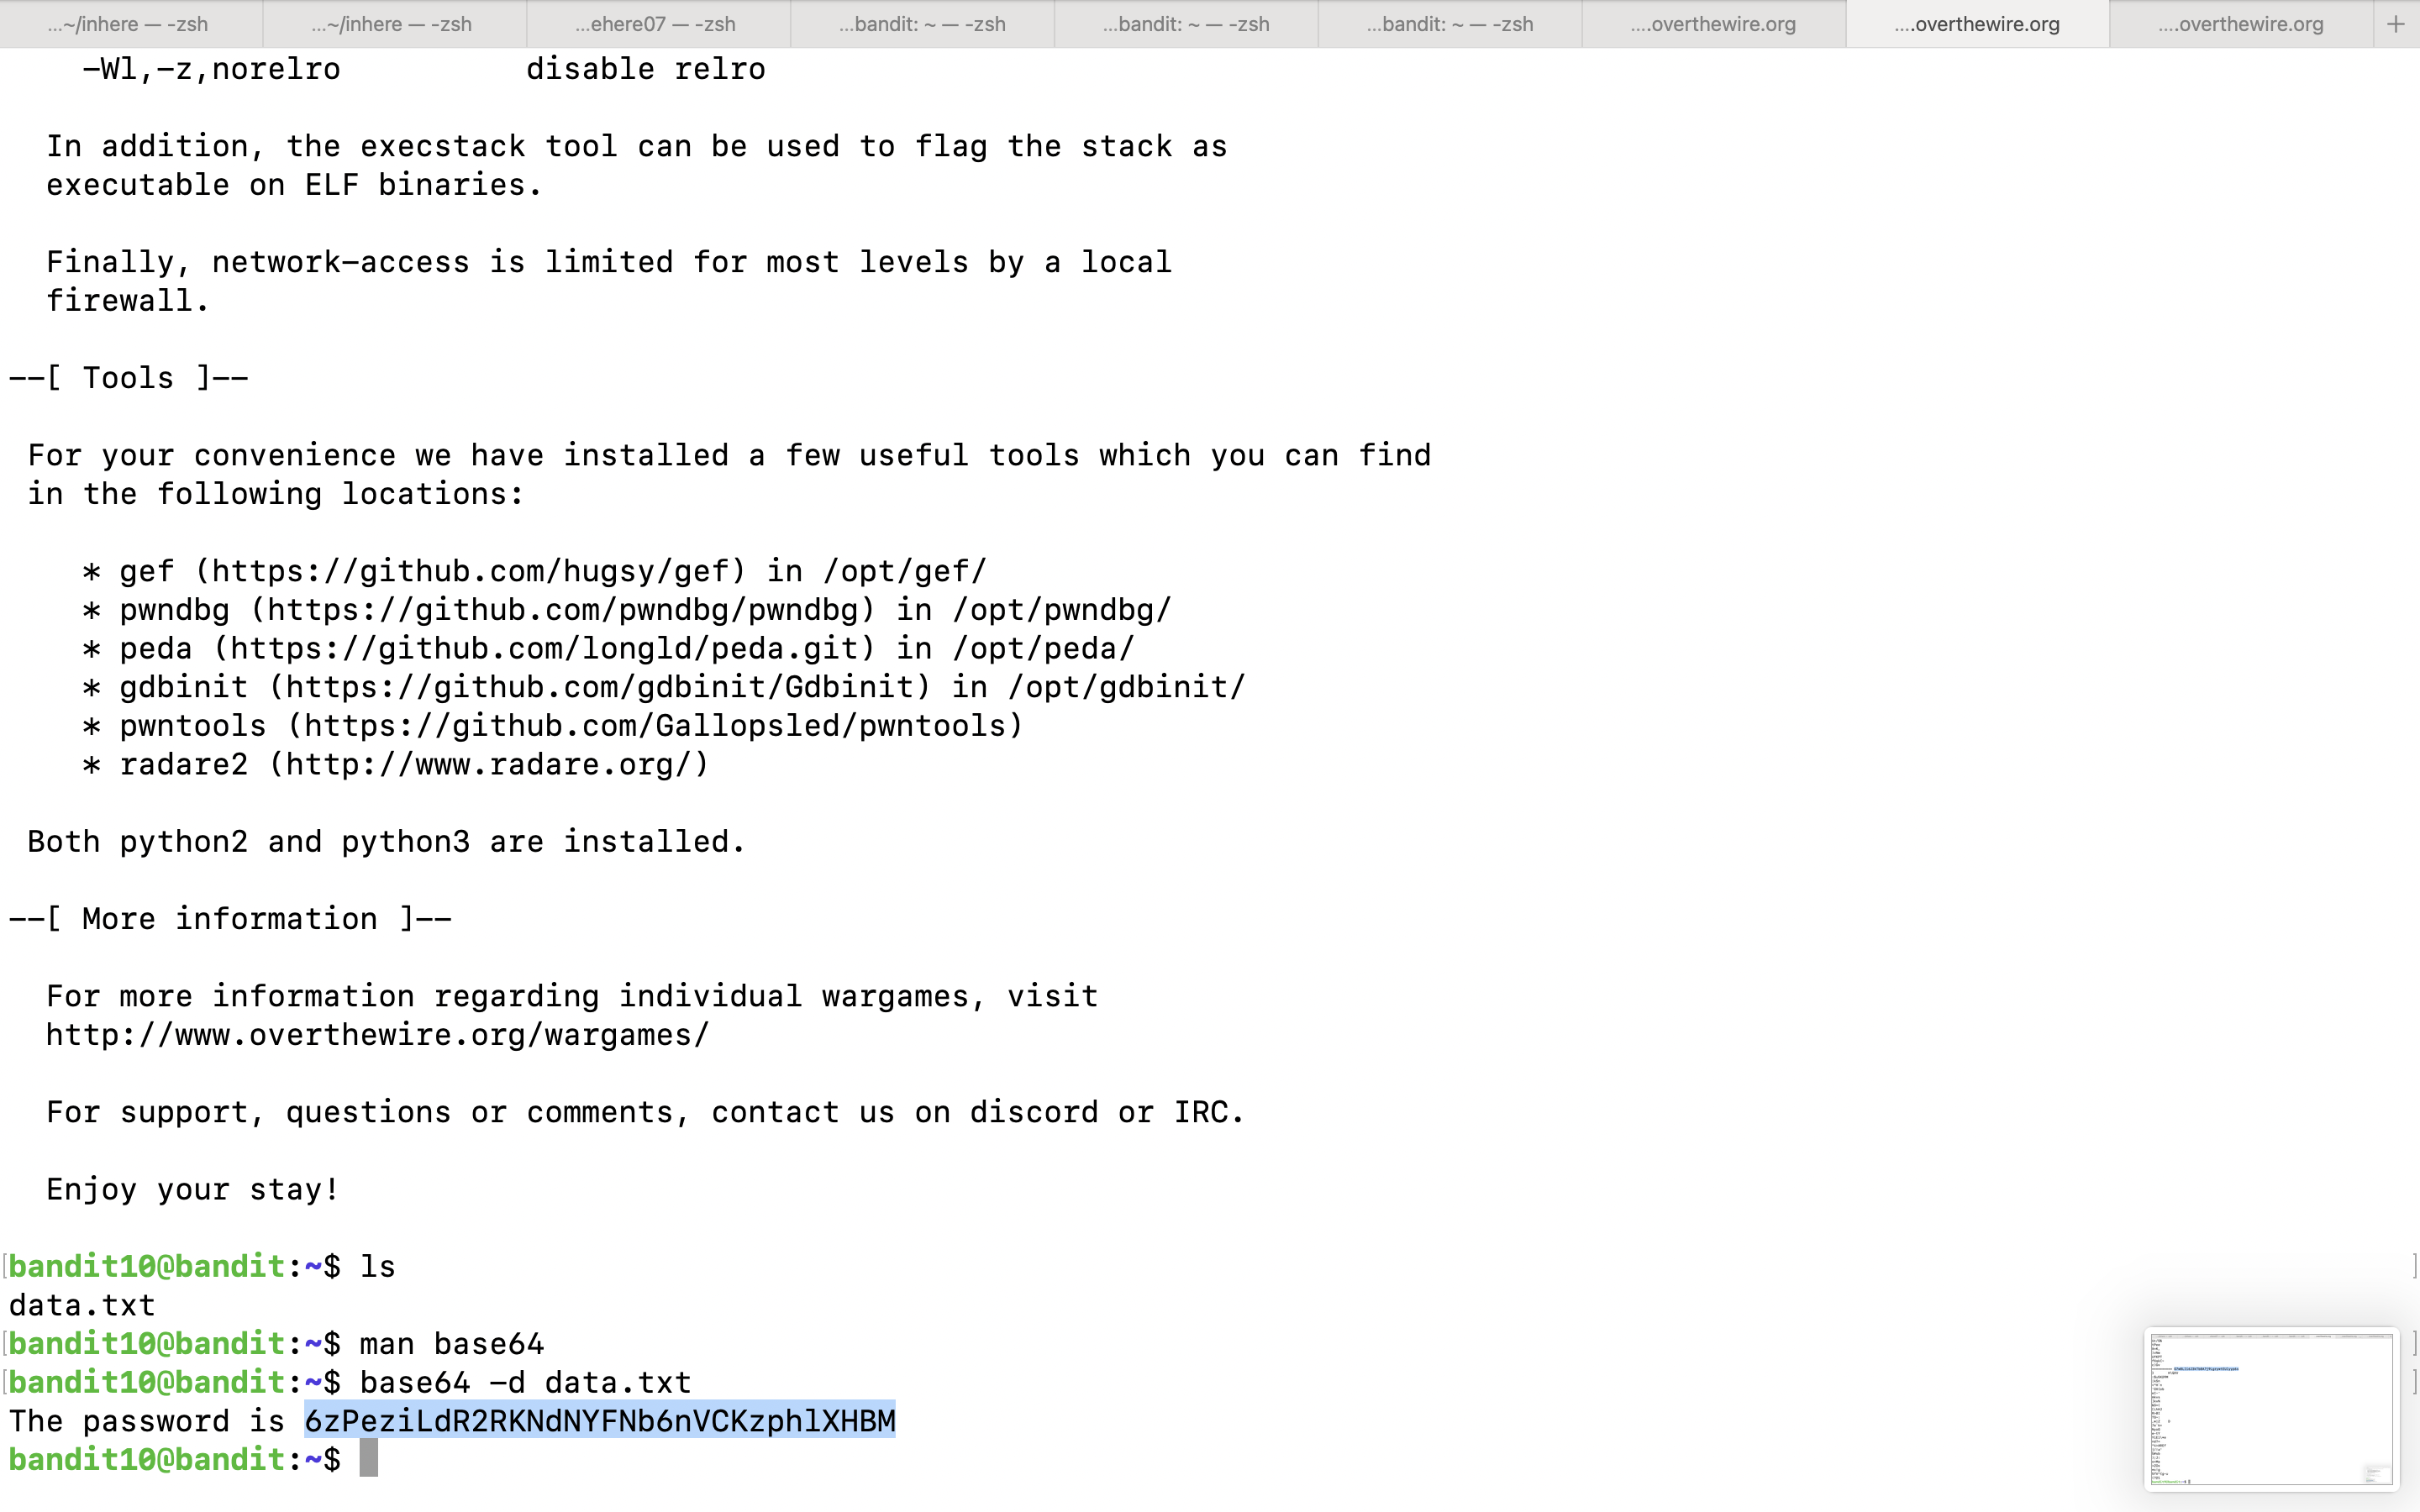 ...~/inhere — -zsh
...~/inhere — -zsh
...ehere07 — -zsh
...bandit: ~ — -zsh
...bandit: ~ — -zsh
...bandit: ~ — -zsh
....overthewire.org
....overthewire.org
....overthewire.org
+
-Wl,-z,norelro          disable relro
In addition, the execstack tool can be used to flag the stack as
executable on ELF binaries.
Finally, network-access is limited for most levels by a local
firewall.
--[ Tools ]--
For your convenience we have installed a few useful tools which you can find
in the following locations:
* gef (https://github.com/hugsy/gef) in /opt/gef/
* pwndbg (https://github.com/pwndbg/pwndbg) in /opt/pwndbg/
* peda (https://github.com/longld/peda.git) in /opt/peda/
* gdbinit (https://github.com/gdbinit/Gdbinit) in /opt/gdbinit/
* pwntools (https://github.com/Gallopsled/pwntools)
* radare2 (http://www.radare.org/)
Both python2 and python3 are installed.
--[ More information ]--
For more information regarding individual wargames, visit
http://www.overthewire.org/wargames/
For support, questions or comments, contact us on discord or IRC.
Enjoy your stay!
[bandit10@bandit:~$ ls ]
data.txt
[bandit10@bandit:~$ man base64 ]
[bandit10@bandit:~$ base64 -d data.txt ]
The password is 6zPeziLdR2RKNdNYFNb6nVCKzphlXHBM
bandit10@bandit:~$